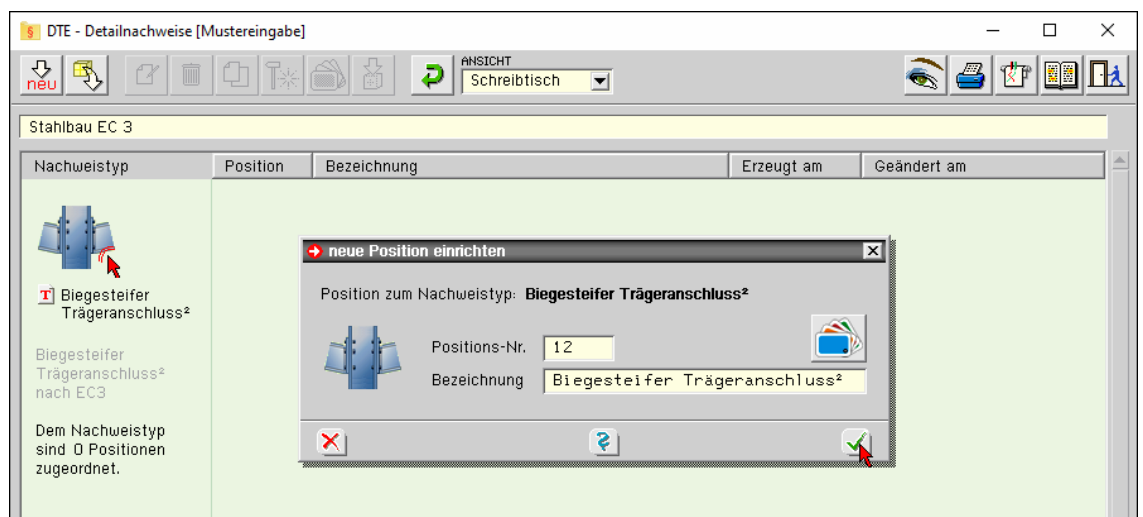 DTE - Detailnachweise [Mustereingabe]
neu
ANSICHT
Schreibtisch
Stahlbau EC 3
Nachweistyp Position Bezeichnung Erzeugt am Geändert am
T Biegesteifer
Trägeranschluss²
Biegesteifer
Trägeranschluss²
nach EC3
Dem Nachweistyp
sind 0 Positionen
zugeordnet.
neue Position einrichten
Position zum Nachweistyp: Biegesteifer Trägeranschluss²
Positions-Nr. 12
Bezeichnung Biegesteifer Trägeranschluss²